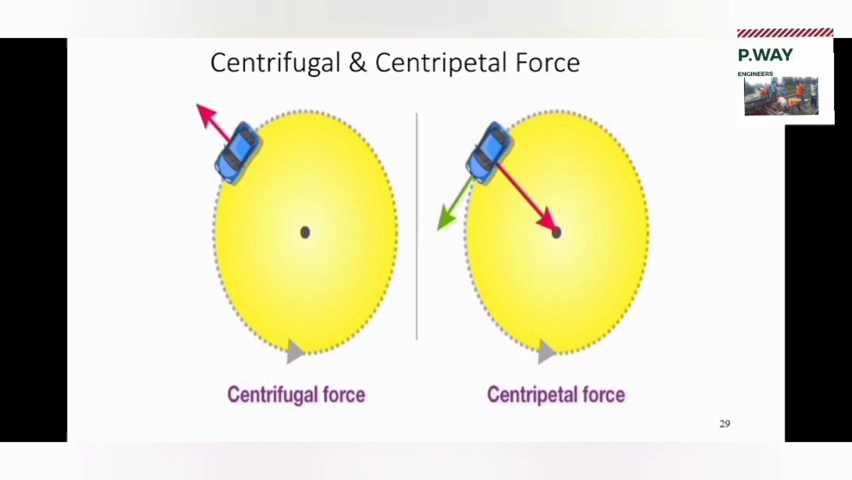 Centrifugal & Centripetal Force
P.WAY
ENGINEERS
Centrifugal force
Centripetal force
29